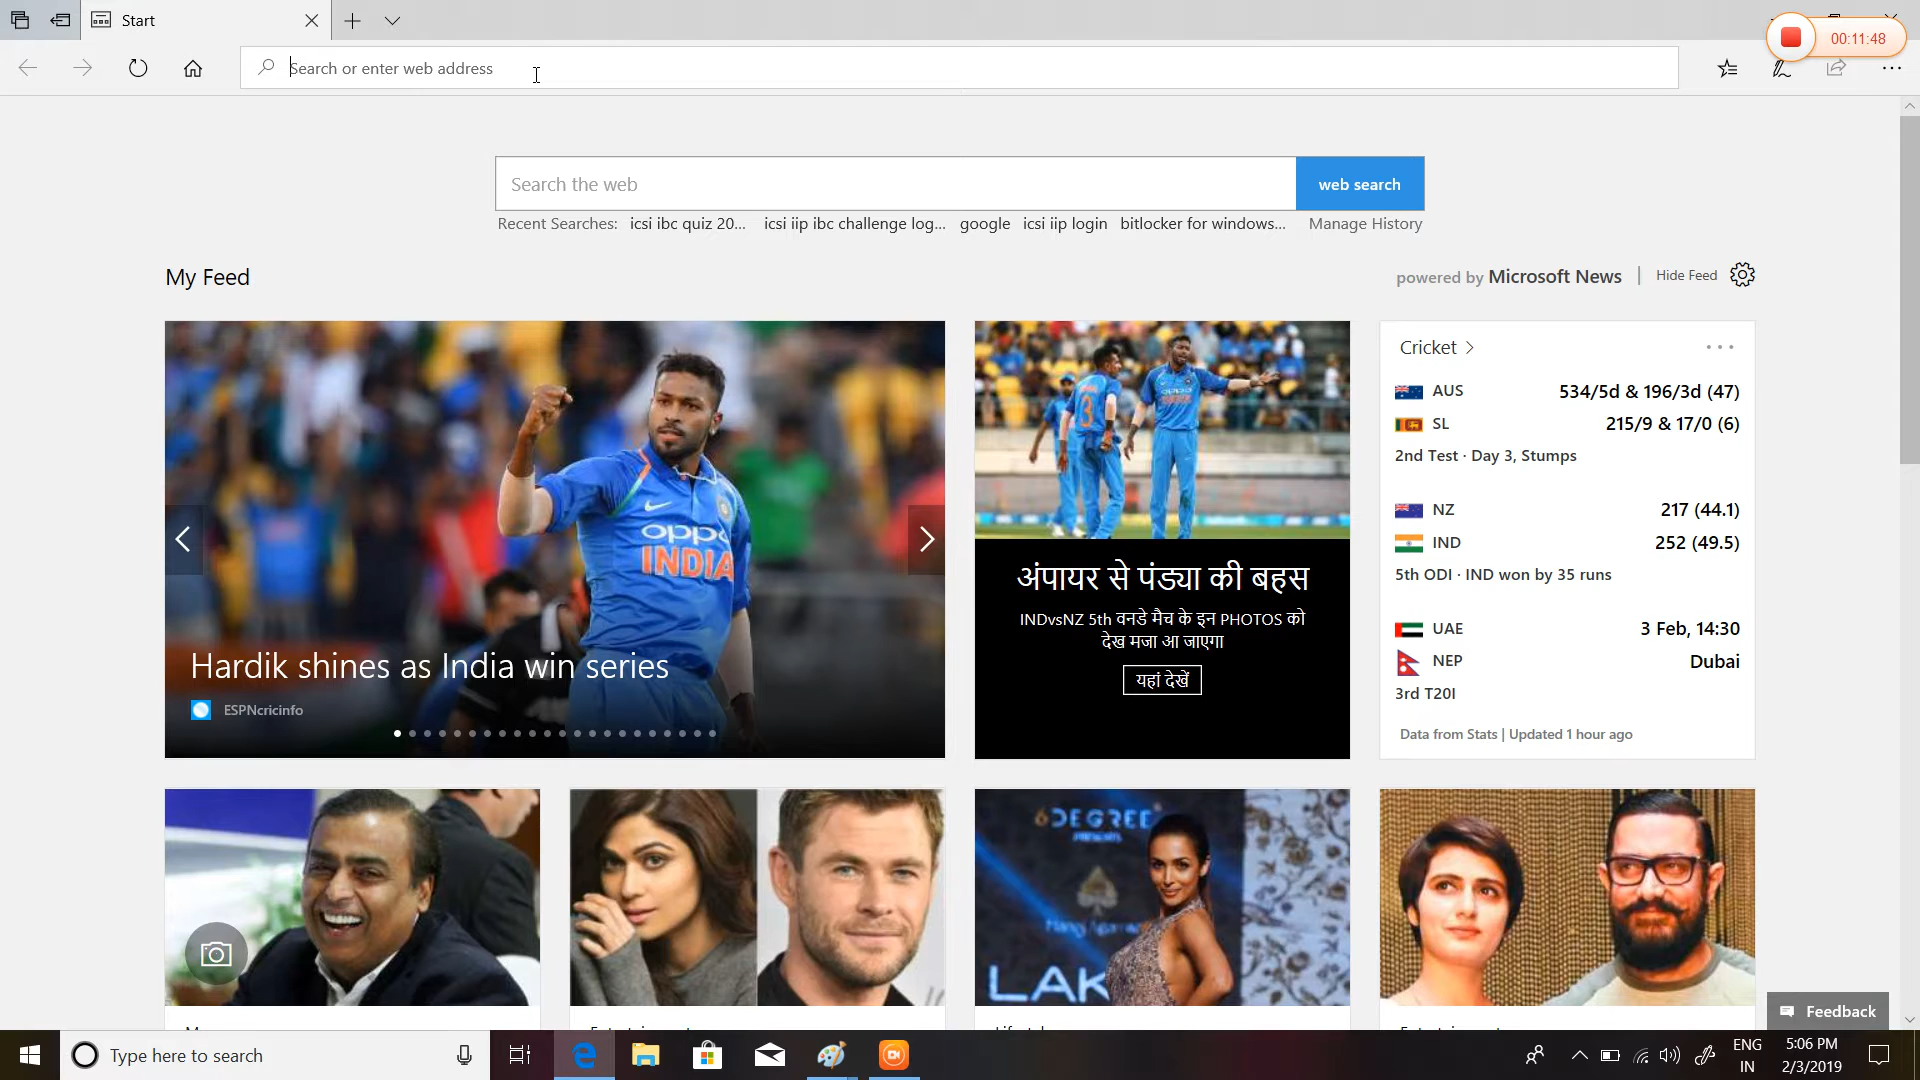 Start
00:11:48
Search or enter web address
Search the web
web search
Recent Searches: icsi ibc quiz 20... icsi iip ibc challenge log... google icsi iip login bitlocker for windows... Manage History
My Feed
powered by Microsoft News | Hide Feed
oppo
INDIA
Hardik shines as India win series
ESPNcricinfo
3
अंपायर से पंड्या की बहस
INDvsNZ 5th वनडे मैच के इन PHOTOS को
देख मजा आ जाएगा
यहां देखें
Cricket
AUS 534/5d & 196/3d (47)
SL 215/9 & 17/0 (6)
2nd Test · Day 3, Stumps
NZ 217 (44.1)
IND 252 (49.5)
5th ODI · IND won by 35 runs
UAE 3 Feb, 14:30
NEP Dubai
3rd T20I
Data from Stats | Updated 1 hour ago
6DEGREE
PRESENTS
LAK
Feedback
Type here to search
ENG
IN
5:06 PM
2/3/2019